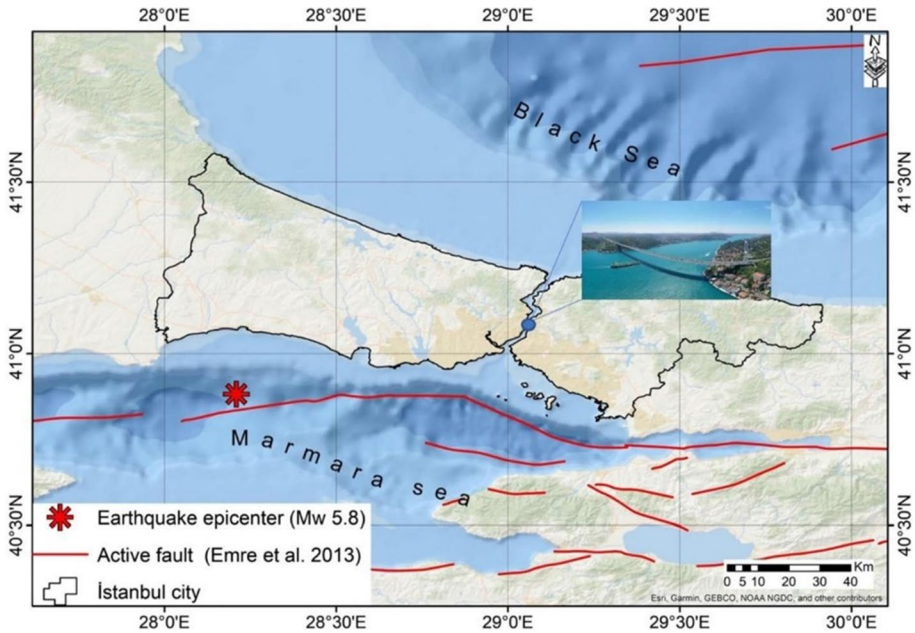 28°0'E 28°30'E 29°0'E 29°30'E 30°0'E
N
Black Sea
41°30'N 41°30'N
41°0'N 41°0'N
Marmara sea
40°30'N 40°30'N
Earthquake epicenter (Mw 5.8)
Active fault (Emre et al. 2013)
İstanbul city
Km
0 5 10 20 30 40
Esri, Garmin, GEBCO, NOAA NGDC, and other contributors
28°0'E 28°30'E 29°0'E 29°30'E 30°0'E